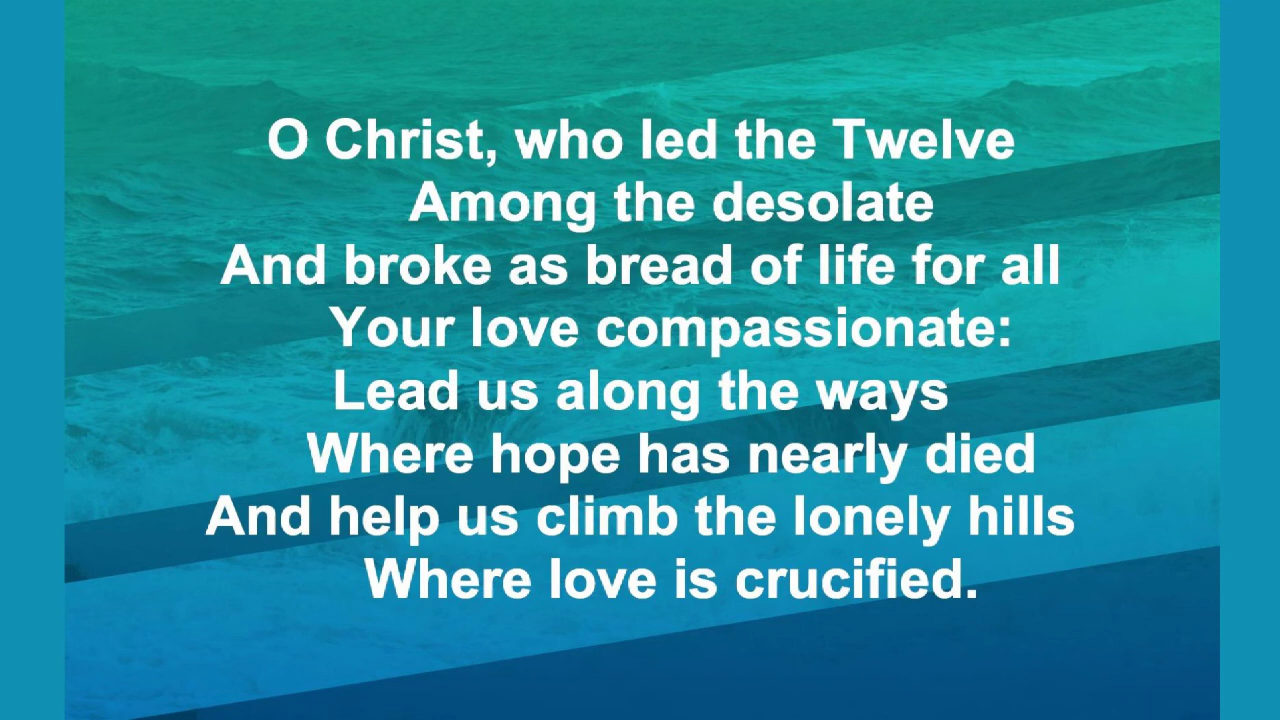 O Christ, who led the Twelve
Among the desolate
And broke as bread of life for all
Your love compassionate:
Lead us along the ways
Where hope has nearly died
And help us climb the lonely hills
Where love is crucified.